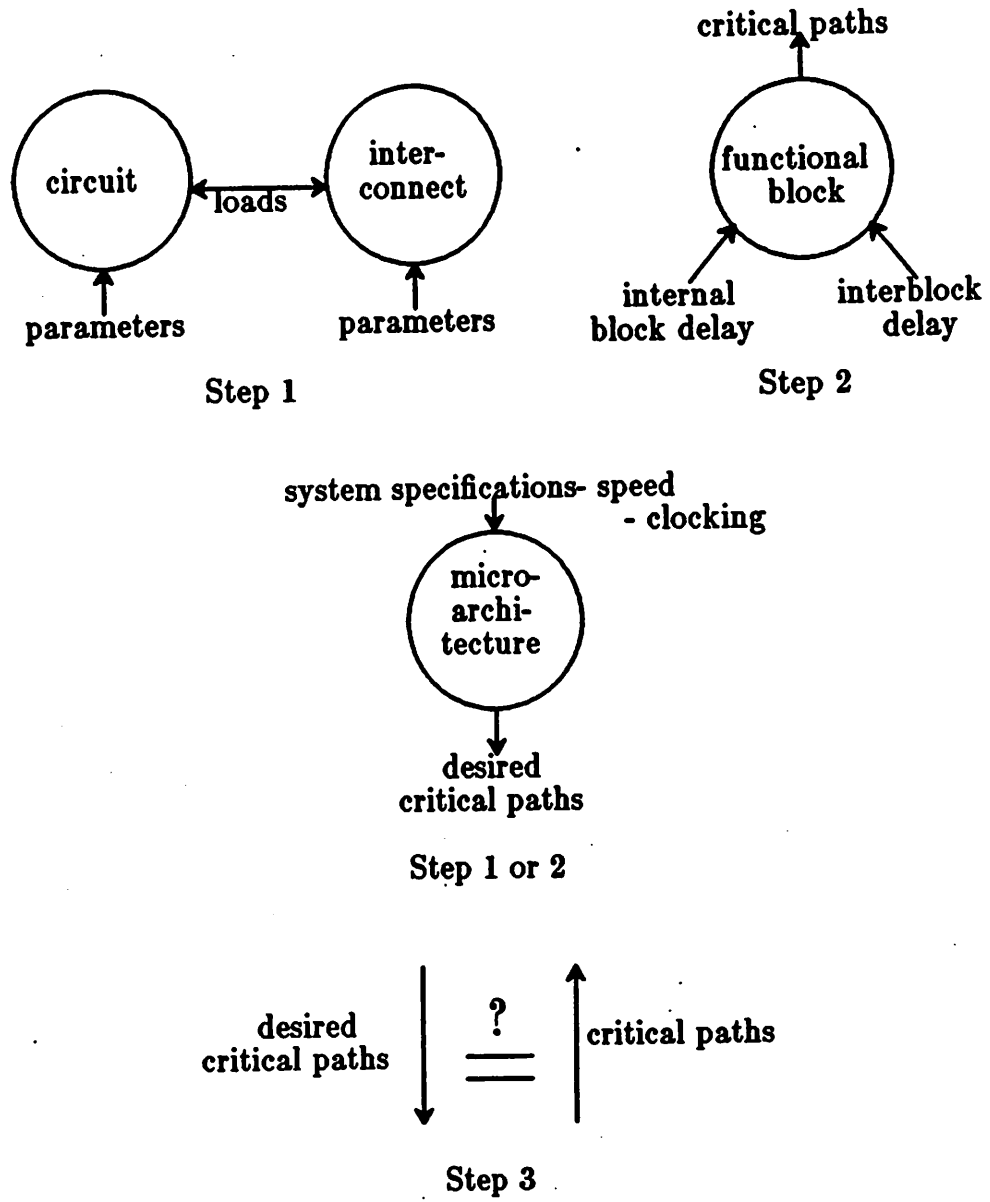 circuit
loads
inter-
connect
parameters
parameters
Step 1
critical paths
functional
block
internal
block delay
interblock
delay
Step 2
system specifications- speed
- clocking
micro-
archi-
tecture
desired
critical paths
Step 1 or 2
desired
critical paths
?
critical paths
Step 3